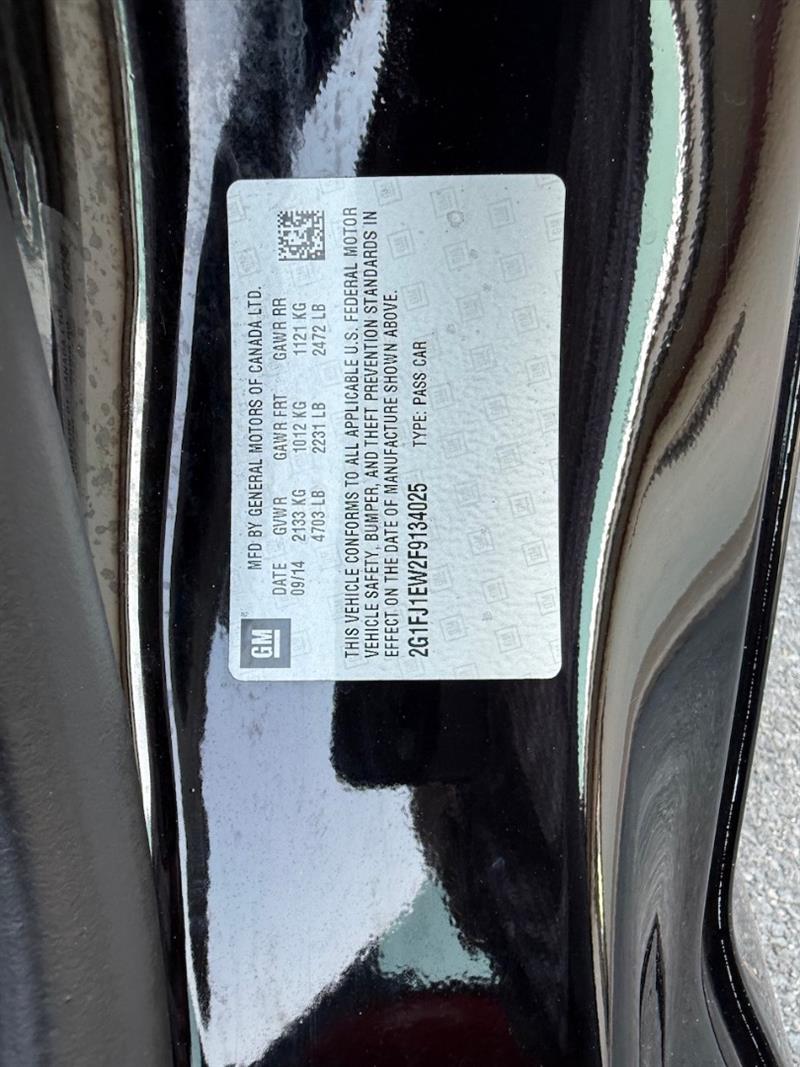 GM
MFD BY GENERAL MOTORS OF CANADA LTD.
DATE GVWR GAWR FRT GAWR RR
09/14 2133 KG 1012 KG 1121 KG
4703 LB 2231 LB 2472 LB
THIS VEHICLE CONFORMS TO ALL APPLICABLE U.S. FEDERAL MOTOR
VEHICLE SAFETY, BUMPER, AND THEFT PREVENTION STANDARDS IN
EFFECT ON THE DATE OF MANUFACTURE SHOWN ABOVE.
2G1FJ1EW2F9134025 TYPE: PASS CAR